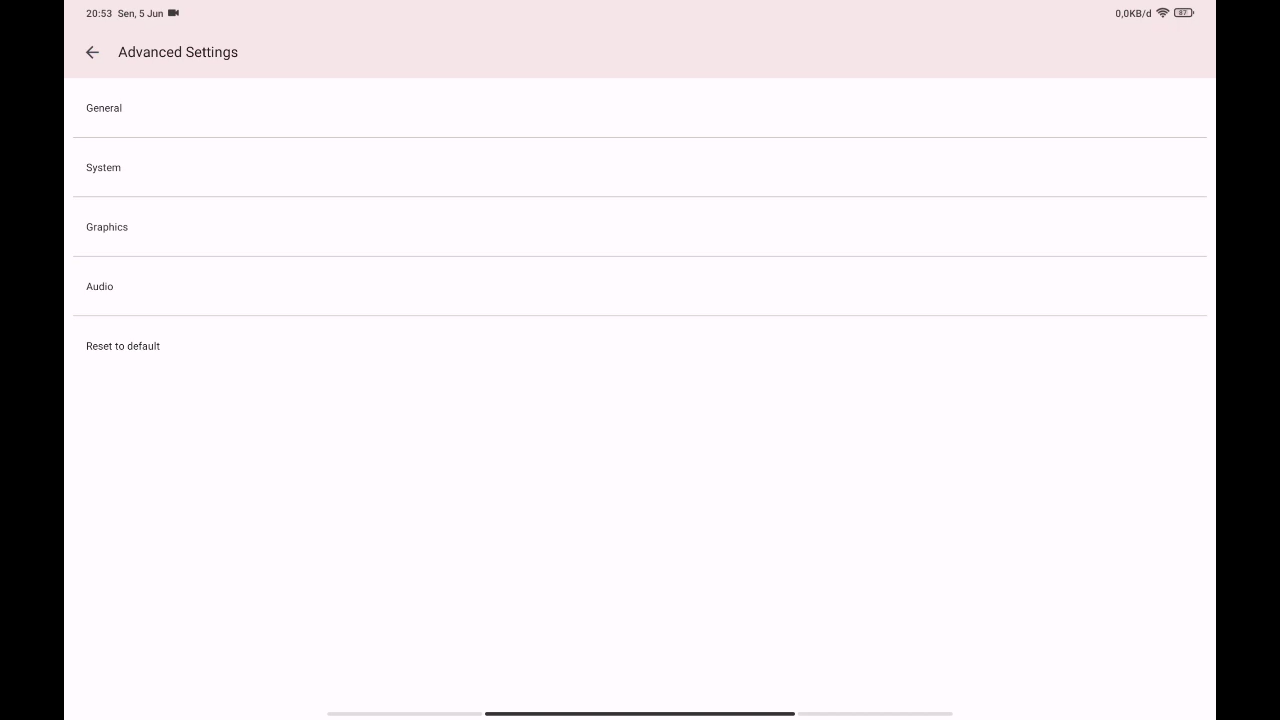 20:53 Sen, 5 Jun
0,0KB/d 87
Advanced Settings
General
System
Graphics
Audio
Reset to default